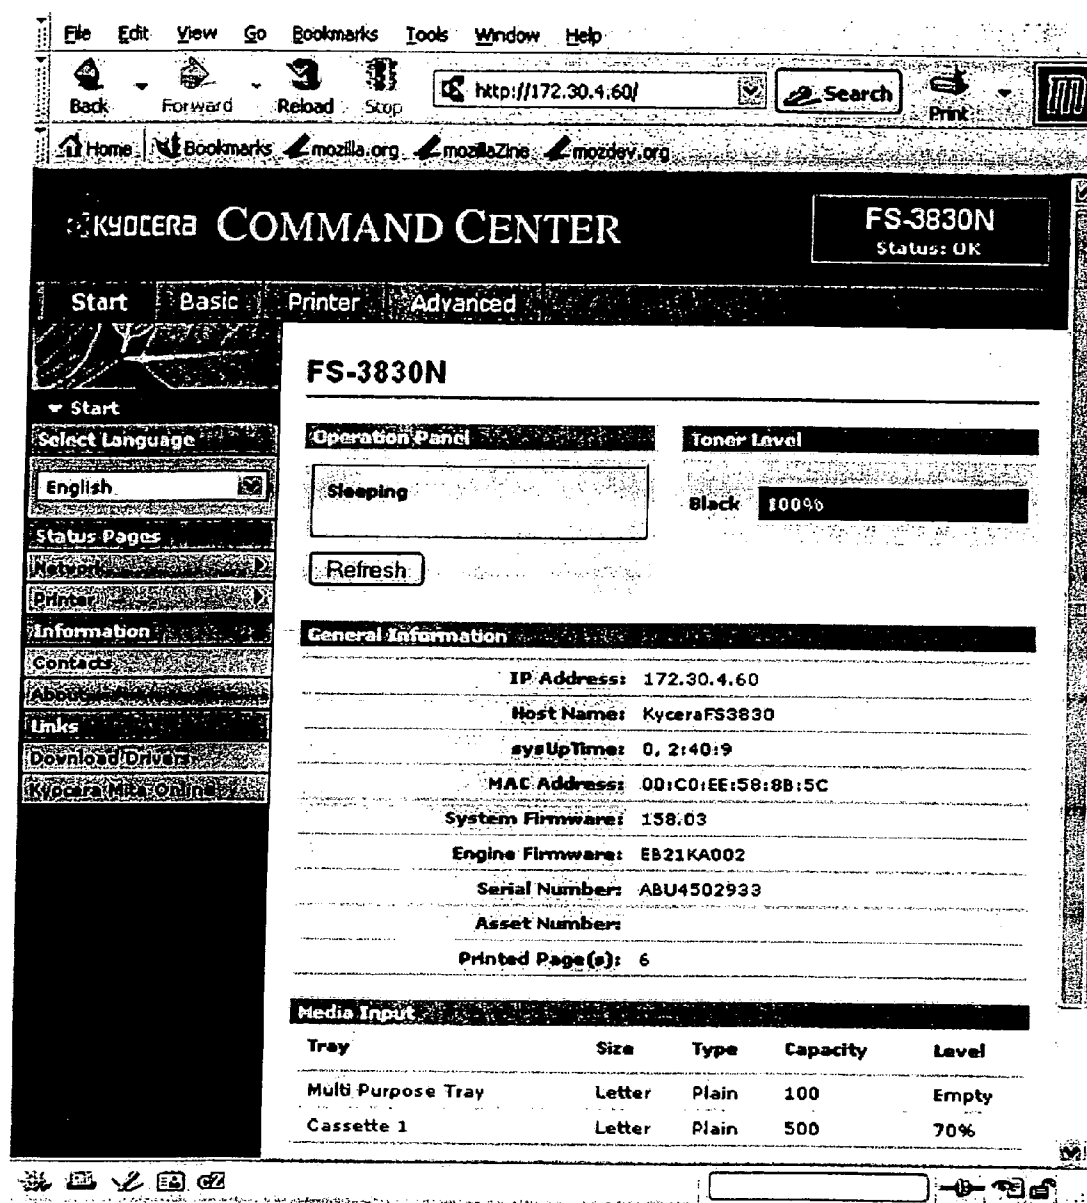 File Edit View Go Bookmarks Tools Window Help
Back Forward Reload Stop http://172.30.4.60/ Search Print
Home Bookmarks mozilla.org mozillaZine mozdev.org
KYOCERA COMMAND CENTER
FS-3830N
Status: OK
Start Basic Printer Advanced
Start
Select Language
English
Status Pages
Network
Printer
Information
Contacts
About
Links
Download Drivers
Kyocera Mita Online
FS-3830N
Operation Panel
Sleeping
Refresh
Toner Level
Black 100%
General Information
IP Address: 172.30.4.60
Host Name: KyceraFS3830
sysUpTime: 0, 2:40:9
MAC Address: 00:C0:EE:58:8B:5C
System Firmware: 158.03
Engine Firmware: EB21KA002
Serial Number: ABU4502933
Asset Number:
Printed Page(s): 6
Media Input
Tray Size Type Capacity Level
Multi Purpose Tray Letter Plain 100 Empty
Cassette 1 Letter Plain 500 70%